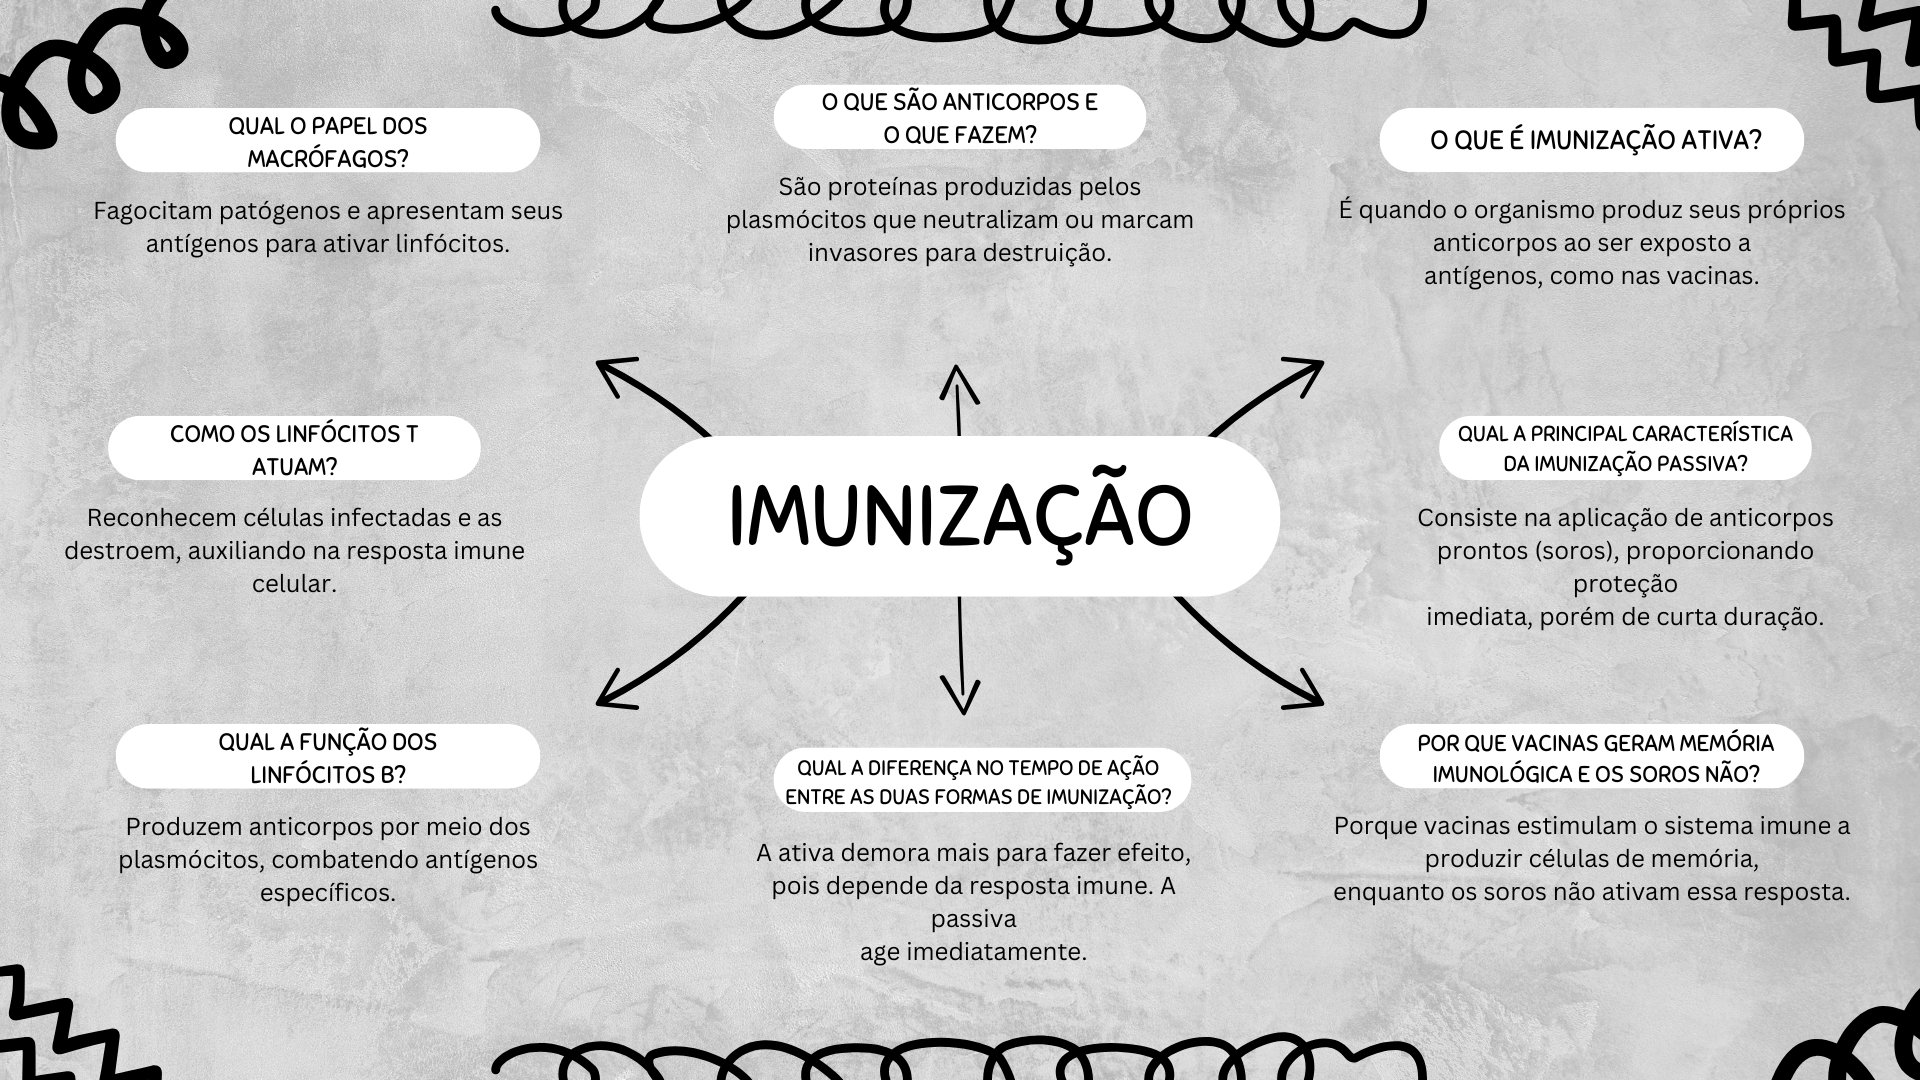 QUAL O PAPEL DOS
MACRÓFAGOS?
Fagocitam patógenos e apresentam seus
antígenos para ativar linfócitos.
O QUE SÃO ANTICORPOS E
O QUE FAZEM?
São proteínas produzidas pelos
plasmócitos que neutralizam ou marcam
invasores para destruição.
O QUE É IMUNIZAÇÃO ATIVA?
É quando o organismo produz seus próprios
anticorpos ao ser exposto a
antígenos, como nas vacinas.
COMO OS LINFÓCITOS T
ATUAM?
Reconhecem células infectadas e as
destroem, auxiliando na resposta imune
celular.
IMUNIZAÇÃO
QUAL A PRINCIPAL CARACTERÍSTICA
DA IMUNIZAÇÃO PASSIVA?
Consiste na aplicação de anticorpos
prontos (soros), proporcionando
proteção
imediata, porém de curta duração.
QUAL A FUNÇÃO DOS
LINFÓCITOS B?
Produzem anticorpos por meio dos
plasmócitos, combatendo antígenos
específicos.
QUAL A DIFERENÇA NO TEMPO DE AÇÃO
ENTRE AS DUAS FORMAS DE IMUNIZAÇÃO?
A ativa demora mais para fazer efeito,
pois depende da resposta imune. A
passiva
age imediatamente.
POR QUE VACINAS GERAM MEMÓRIA
IMUNOLÓGICA E OS SOROS NÃO?
Porque vacinas estimulam o sistema imune a
produzir células de memória,
enquanto os soros não ativam essa resposta.